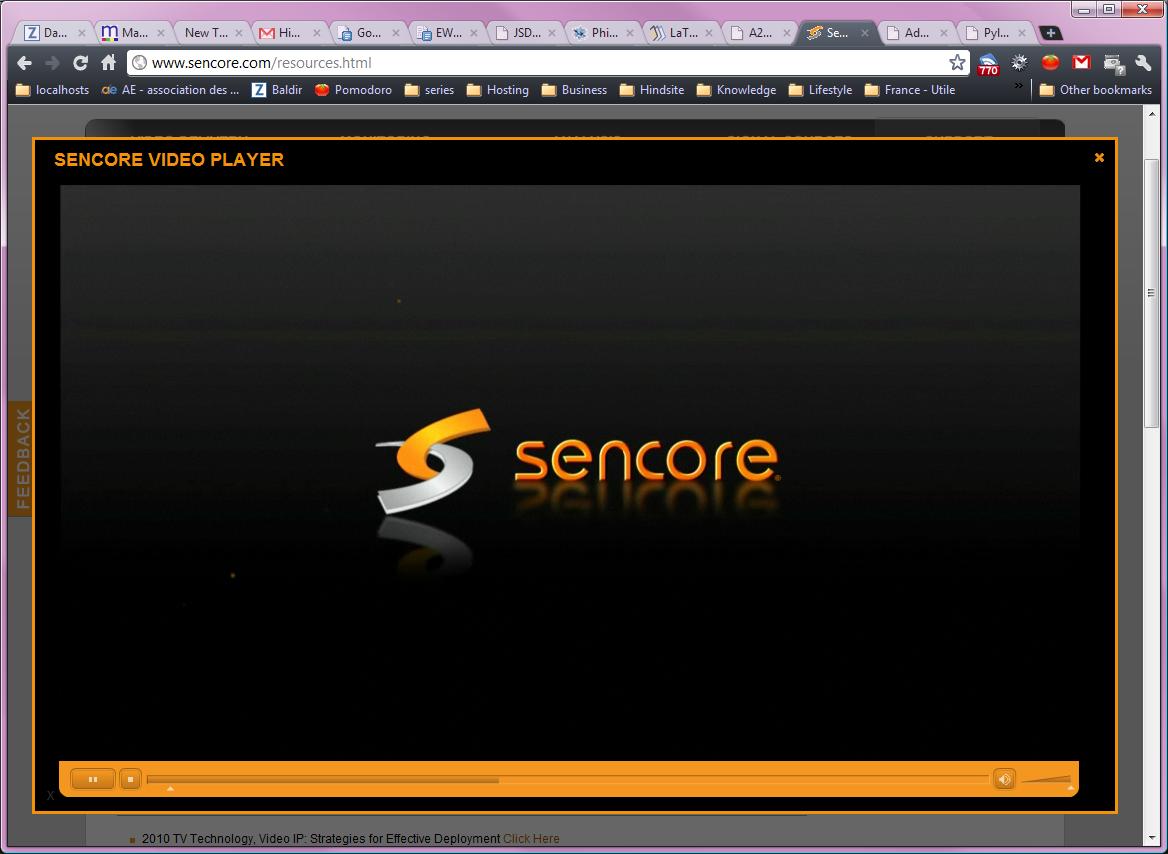 Da...
Ma...
New T...
Hi...
Go...
EW...
JSD...
Phi...
LaT...
A2...
Se...
Ad...
Pyl...
www.sencore.com/resources.html
770
localhosts
ae AE - association des ...
Z Baldir
Pomodoro
series
Hosting
Business
Hindsite
Knowledge
Lifestyle
France - Utile
»
Other bookmarks
SENCORE VIDEO PLAYER
FEEDBACK
sencore
X
2010 TV Technology, Video IP: Strategies for Effective Deployment Click Here